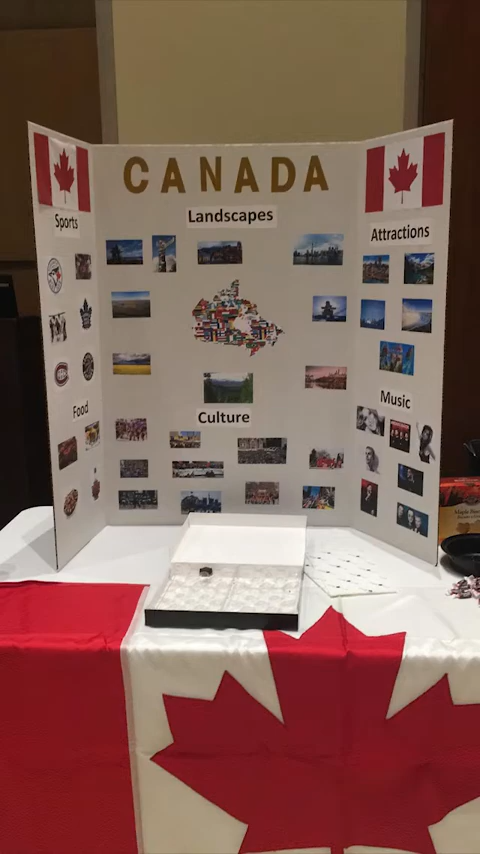 CANADA
Sports
Landscapes
Attractions
Food
Culture
Music